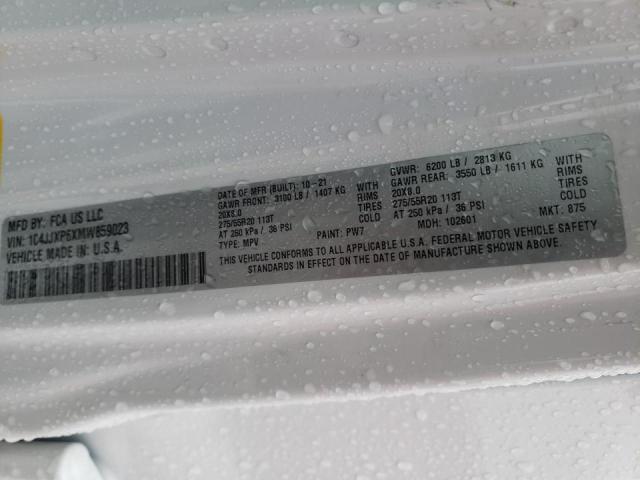 MFD BY: FCA US LLC
VIN: 1C4JJXP6XMW859023
VEHICLE MADE IN: U.S.A.
DATE OF MFR (BUILT): 10-21
GAWR FRONT: 3100 LB / 1407 KG WITH
20X8.0 RIMS
275/55R20 113T TIRES
AT 250 kPa / 36 PSI COLD
TYPE: MPV PAINT: PW7
GVWR: 6200 LB / 2813 KG
GAWR REAR: 3550 LB / 1611 KG WITH
20X8.0 RIMS
275/55R20 113T TIRES
AT 250 kPa / 36 PSI COLD
MDH: 102601 MKT: 875
THIS VEHICLE CONFORMS TO ALL APPLICABLE U.S.A. FEDERAL MOTOR VEHICLE SAFETY
STANDARDS IN EFFECT ON THE DATE OF MANUFACTURE SHOWN ABOVE